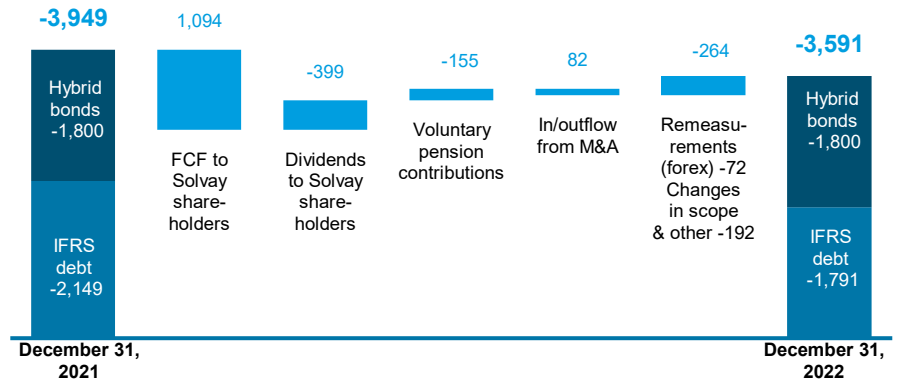 -3,949
Hybrid
bonds
-1,800
IFRS
debt
-2,149
December 31,
2021
1,094
FCF to
Solvay
share-
holders
-399
Dividends
to Solvay
share-
holders
-155
Voluntary
pension
contributions
82
In/outflow
from M&A
-264
Remeasu-
rements
(forex) -72
Changes
in scope
& other -192
-3,591
Hybrid
bonds
-1,800
IFRS
debt
-1,791
December 31,
2022